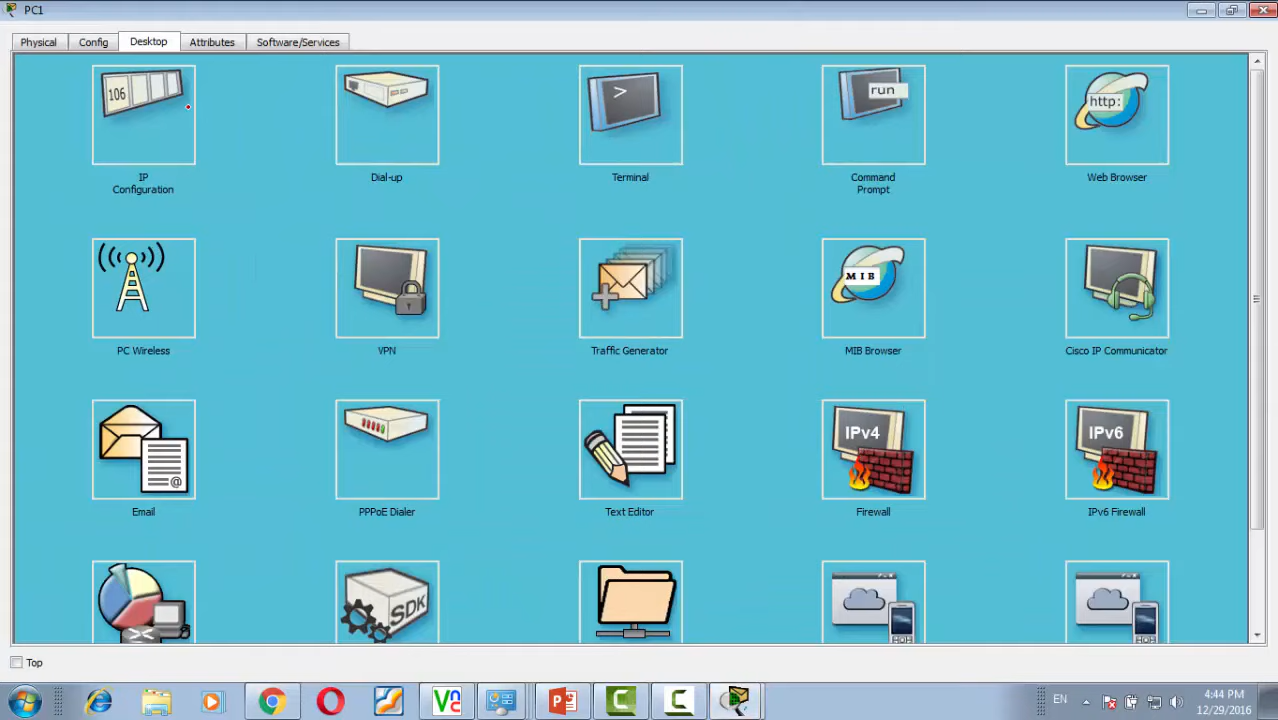 PC1
Physical Config Desktop Attributes Software/Services
106
>
run
http:
IP
Configuration
Dial-up
Terminal
Command
Prompt
Web Browser
MIB
PC Wireless
VPN
Traffic Generator
MIB Browser
Cisco IP Communicator
@
IPv4
IPv6
Email
PPPoE Dialer
Text Editor
Firewall
IPv6 Firewall
SDK
Top
EN
4:44 PM
12/29/2016